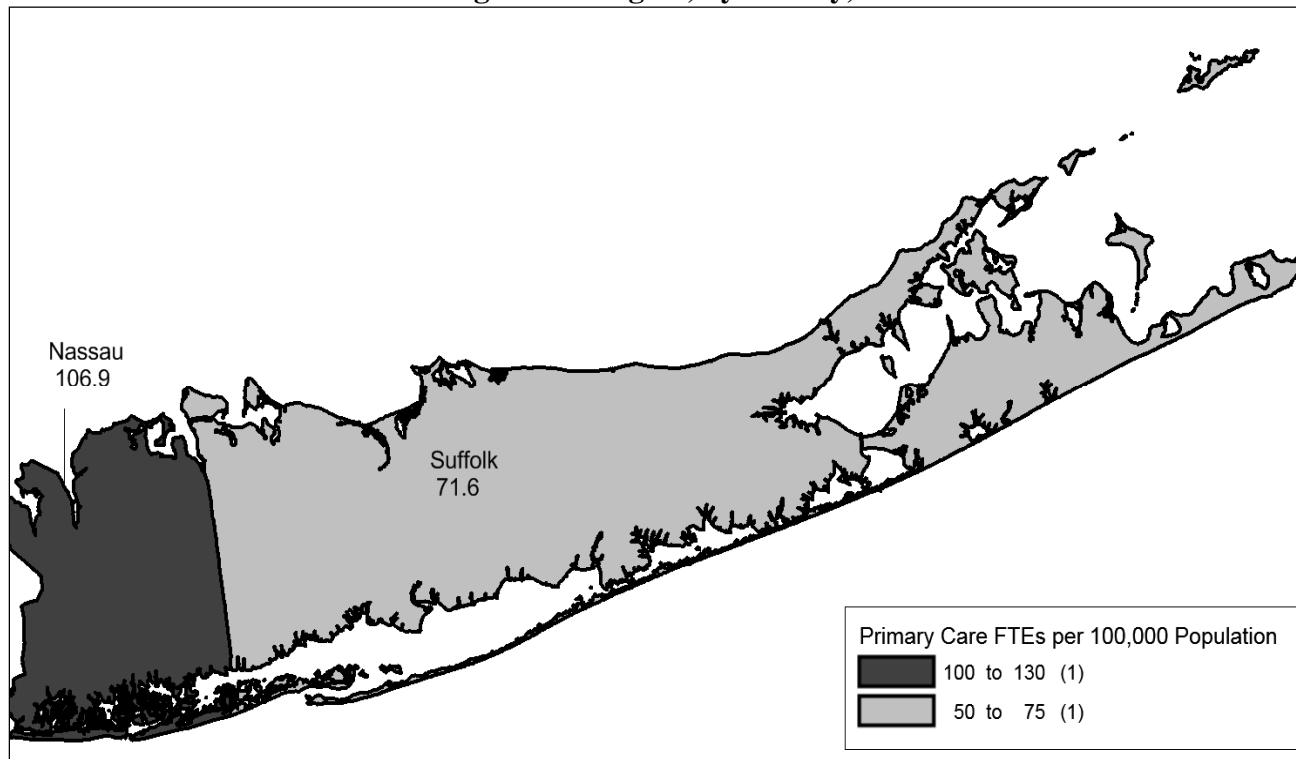 Nassau
106.9
Suffolk
71.6
Primary Care FTEs per 100,000 Population
100 to 130 (1)
50 to 75 (1)